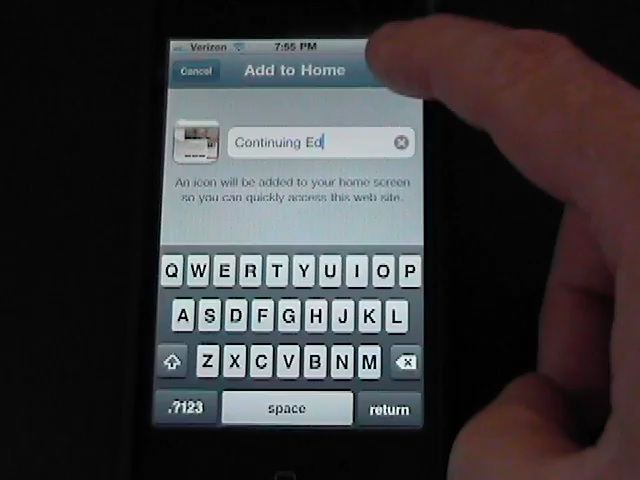 Verizon 7:55 PM
Cancel Add to Home
Continuing Ed
An icon will be added to your home screen
so you can quickly access this web site.
Q W E R T Y U I O P
A S D F G H J K L
Z X C V B N M
.?123 space return